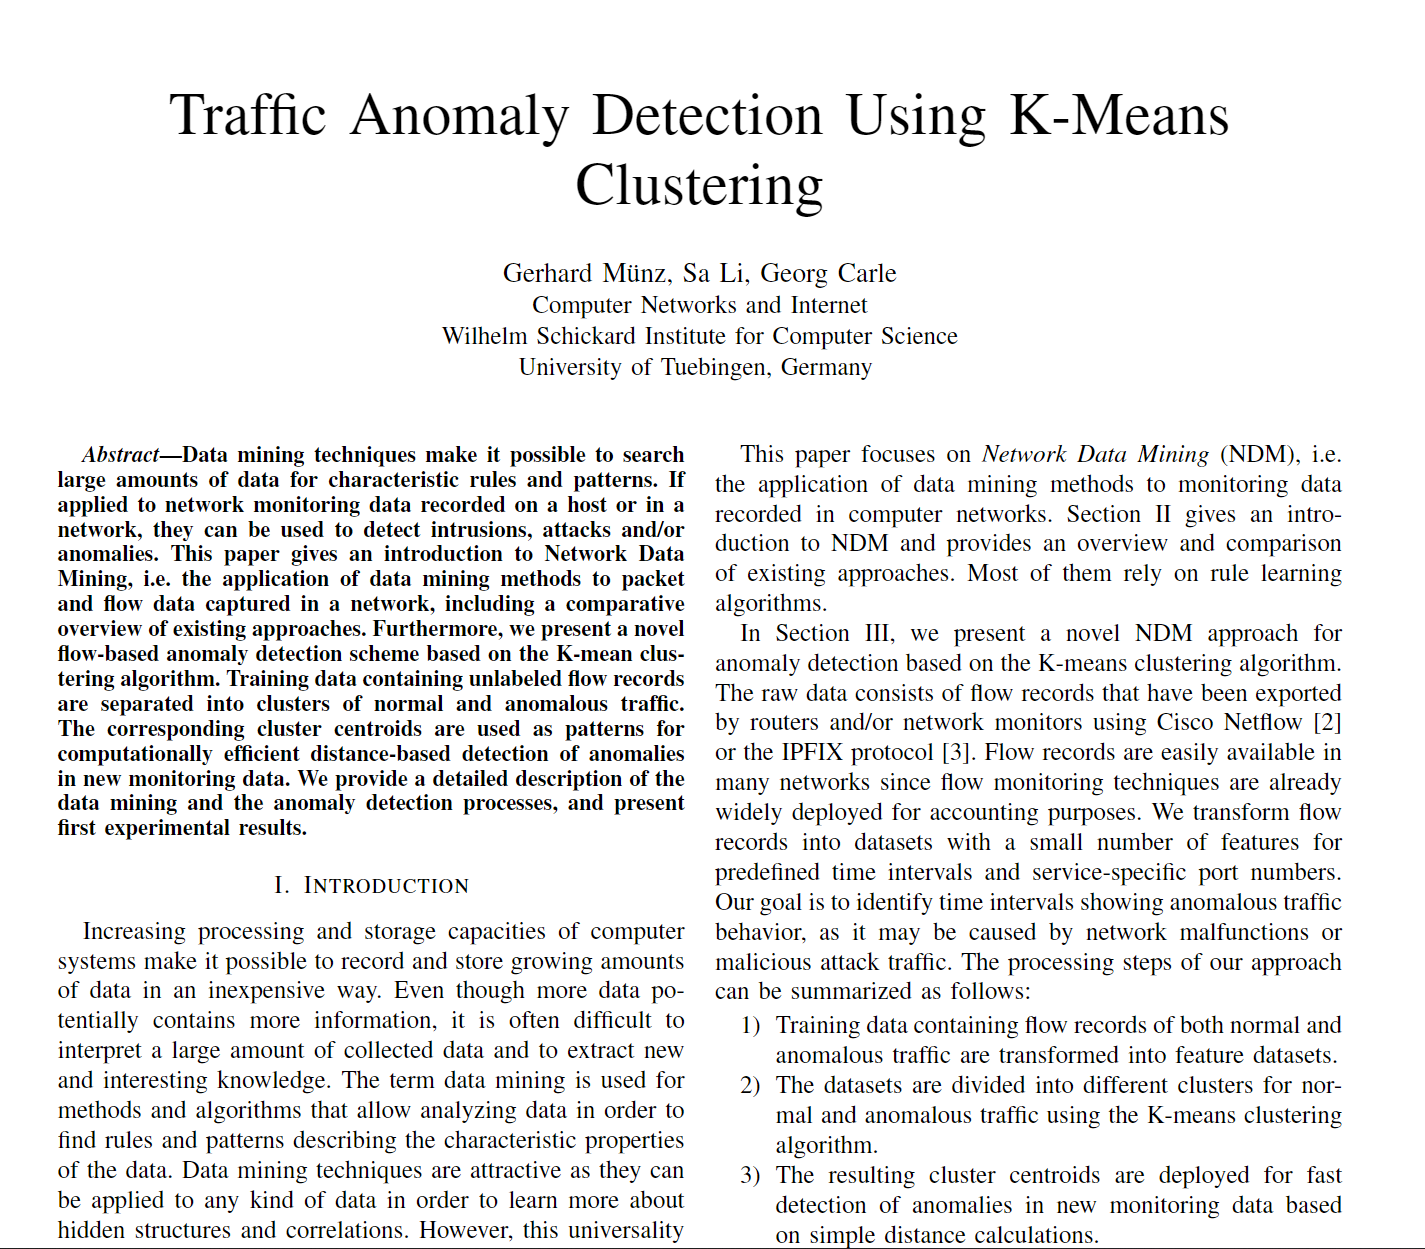 Traffic Anomaly Detection Using K-Means
Clustering
Gerhard Münz, Sa Li, Georg Carle
Computer Networks and Internet
Wilhelm Schickard Institute for Computer Science
University of Tuebingen, Germany
Abstract—Data mining techniques make it possible to search
large amounts of data for characteristic rules and patterns. If
applied to network monitoring data recorded on a host or in a
network, they can be used to detect intrusions, attacks and/or
anomalies. This paper gives an introduction to Network Data
Mining, i.e. the application of data mining methods to packet
and flow data captured in a network, including a comparative
overview of existing approaches. Furthermore, we present a novel
flow-based anomaly detection scheme based on the K-mean clus-
tering algorithm. Training data containing unlabeled flow records
are separated into clusters of normal and anomalous traffic.
The corresponding cluster centroids are used as patterns for
computationally efficient distance-based detection of anomalies
in new monitoring data. We provide a detailed description of the
data mining and the anomaly detection processes, and present
first experimental results.
I. INTRODUCTION
Increasing processing and storage capacities of computer
systems make it possible to record and store growing amounts
of data in an inexpensive way. Even though more data po-
tentially contains more information, it is often difficult to
interpret a large amount of collected data and to extract new
and interesting knowledge. The term data mining is used for
methods and algorithms that allow analyzing data in order to
find rules and patterns describing the characteristic properties
of the data. Data mining techniques are attractive as they can
be applied to any kind of data in order to learn more about
hidden structures and correlations. However, this universality
This paper focuses on Network Data Mining (NDM), i.e.
the application of data mining methods to monitoring data
recorded in computer networks. Section II gives an intro-
duction to NDM and provides an overview and comparison
of existing approaches. Most of them rely on rule learning
algorithms.
In Section III, we present a novel NDM approach for
anomaly detection based on the K-means clustering algorithm.
The raw data consists of flow records that have been exported
by routers and/or network monitors using Cisco Netflow [2]
or the IPFIX protocol [3]. Flow records are easily available in
many networks since flow monitoring techniques are already
widely deployed for accounting purposes. We transform flow
records into datasets with a small number of features for
predefined time intervals and service-specific port numbers.
Our goal is to identify time intervals showing anomalous traffic
behavior, as it may be caused by network malfunctions or
malicious attack traffic. The processing steps of our approach
can be summarized as follows:
1) Training data containing flow records of both normal and
anomalous traffic are transformed into feature datasets.
2) The datasets are divided into different clusters for nor-
mal and anomalous traffic using the K-means clustering
algorithm.
3) The resulting cluster centroids are deployed for fast
detection of anomalies in new monitoring data based
on simple distance calculations.